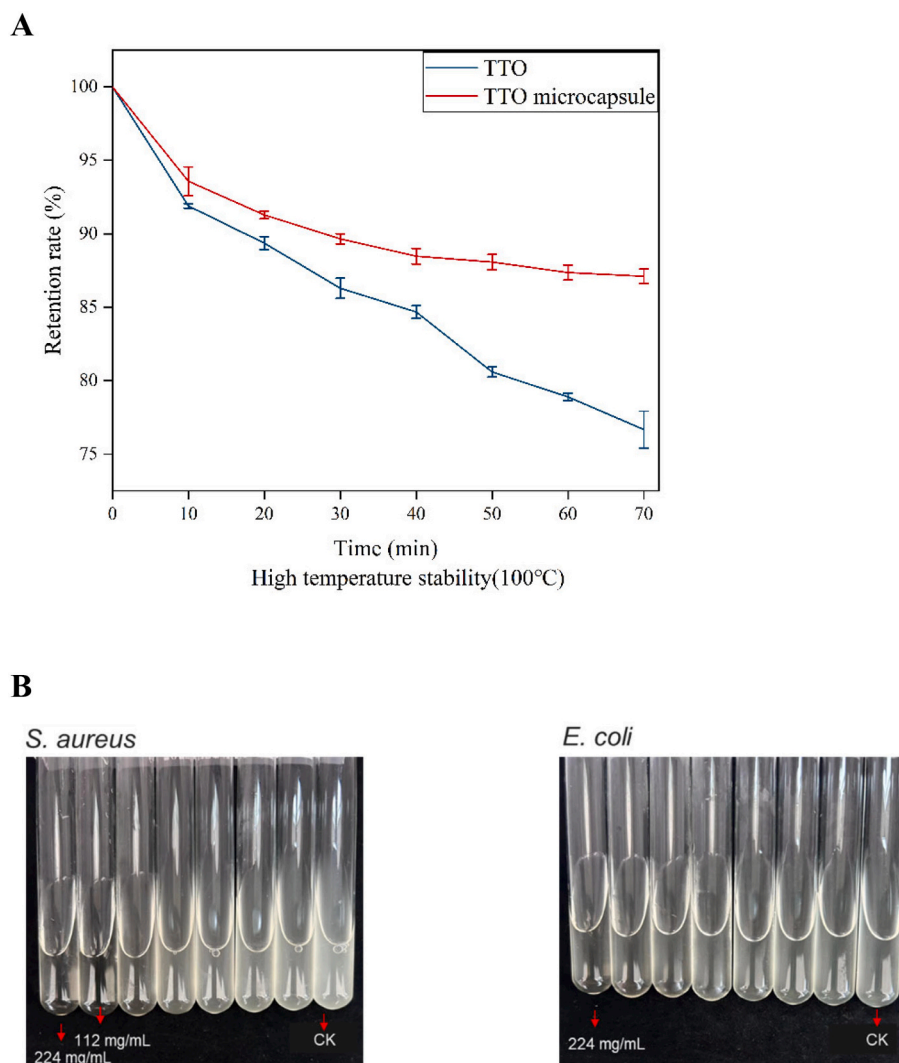 A
TTO
TTO microcapsule
100
95
90
85
80
75
Retention rate (%)
0 10 20 30 40 50 60 70
Time (min)
High temperature stability(100℃)
B
S. aureus
E. coli
112 mg/mL
224 mg/mL
CK
224 mg/mL
CK